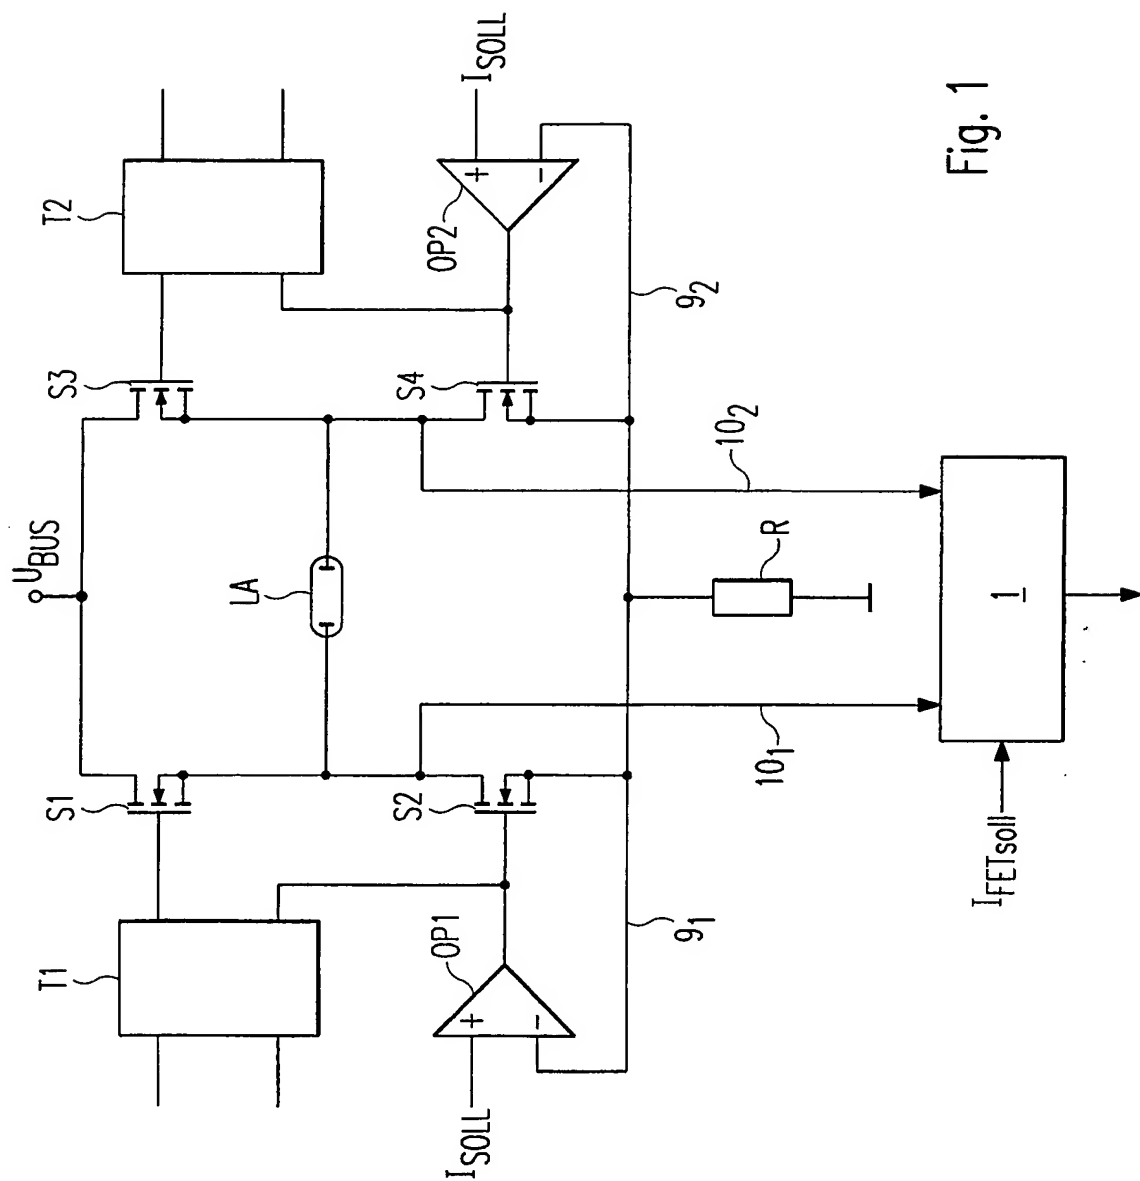 U_BUS
T1
S1
S3
T2
LA
OP1
S2
S4
OP2
I_SOLL
I_SOLL
9_1
9_2
R
10_1
10_2
I_FETsoll
1
Fig. 1
+
−
+
−